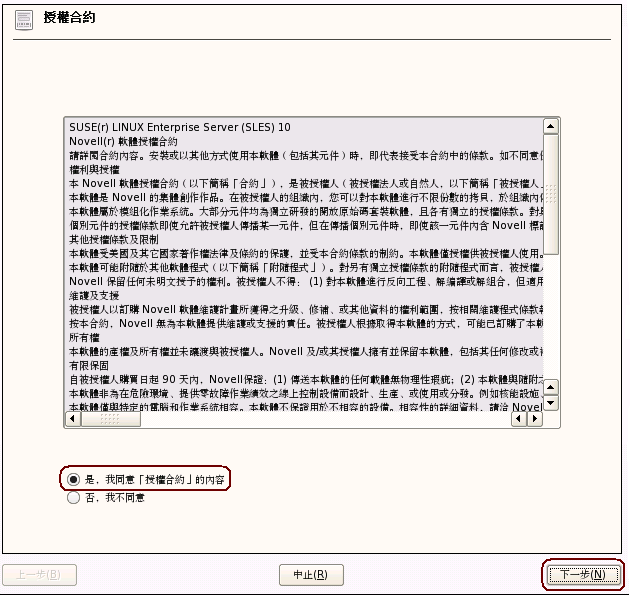 授權合約
SUSE(r) LINUX Enterprise Server (SLES) 10
Novell(r) 軟體授權合約
請詳閱合約內容。安裝或以其他方式使用本軟體（包括其元件）時，即代表接受本合約中的條款。如不同意
權利與授權
本 Novell 軟體授權合約（以下簡稱「合約」），是被授權人（被授權法人或自然人，以下簡稱「被授權人」
本軟體是 Novell 的集體創作作品。在被授權人的組織內，您可以對本軟體進行不限份數的拷貝，於組織內
本軟體屬於模組化作業系統。大部分元件均為獨立研發的開放原始碼套裝軟體，且各有獨立的授權條款。對
個別元件的授權條款即使允許被授權人傳播某一元件，但在傳播個別元件時，即使該一元件內含 Novell 標
其他授權條款及限制
本軟體受美國及其它國家著作權法律及條約的保護，並受本合約條款的制約。本軟體僅授權供被授權人使用。
本軟體可能附隨於其他軟體程式（以下簡稱「附隨程式」）。對另有獨立授權條款的附隨程式而言，被授權
Novell 保留任何未明文授予的權利。被授權人不得： (1) 對本軟體進行反向工程、解編譯或解組合，但適用
維護及支援
被授權人以訂購 Novell 軟體維護計畫所獲得之升級、修補、或其他資料的權利範圍，按相關維護程式條款
按本合約，Novell 無為本軟體提供維護或支援的責任。被授權人根據取得本軟體的方式，可能已訂購了本
所有權
本軟體的產權及所有權並未讓渡與被授權人。Novell 及/或其授權人擁有並保留本軟體，包括其任何修改或
有限保固
自被授權人購買日起 90 天內，Novell保證：(1) 傳送本軟體的任何載體無物理性瑕疵；(2) 本軟體與隨附
本軟體非為在危險環境、提供零故障作業績效之線上控制設備而設計、生產、或使用或分發。例如核能設施、
本軟體僅與特定的電腦和作業系統相容。本軟體不保證用於不相容的設備。相容性的詳細資料，請洽 Novel
是，我同意「授權合約」的內容
否，我不同意
上一步(B)
中止(R)
下一步(N)